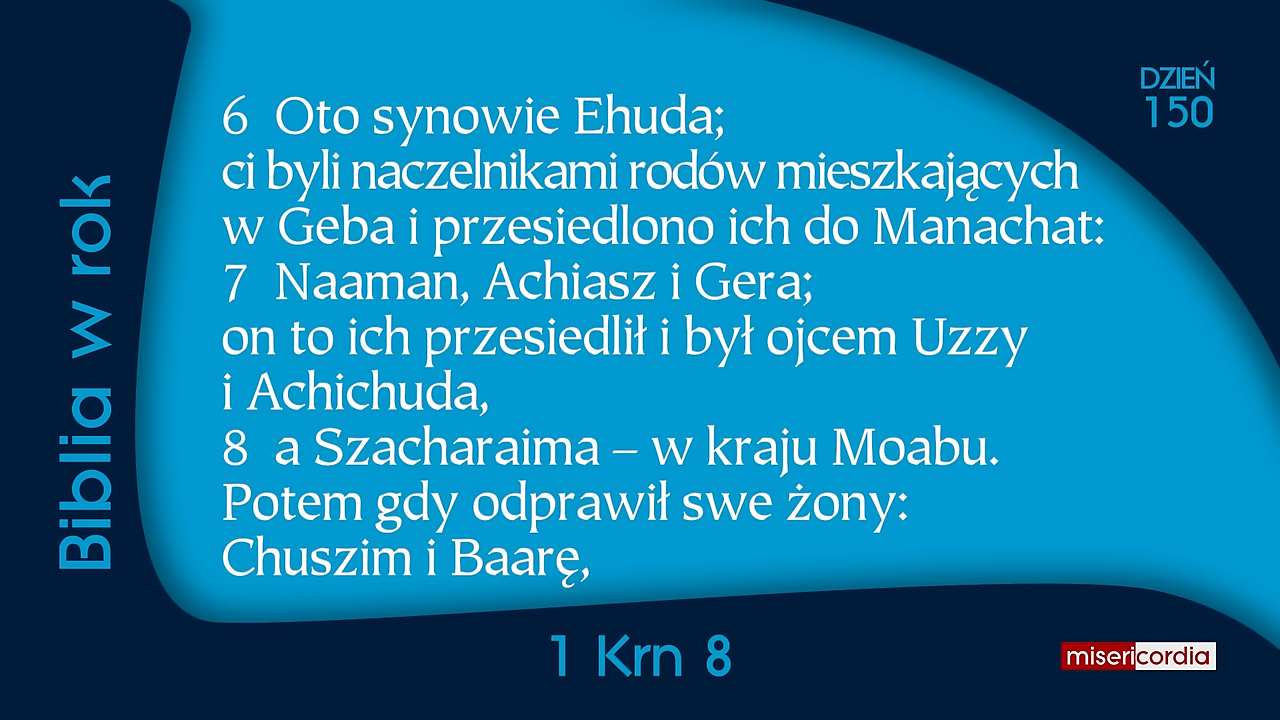 DZIEŃ
150
Biblia w rok
6 Oto synowie Ehuda;
ci byli naczelnikami rodów mieszkających
w Geba i przesiedlono ich do Manachat:
7 Naaman, Achiasz i Gera;
on to ich przesiedlił i był ojcem Uzzy
i Achichuda,
8 a Szacharaima – w kraju Moabu.
Potem gdy odprawił swe żony:
Chuszim i Baarę,
1 Krn 8
misericordia